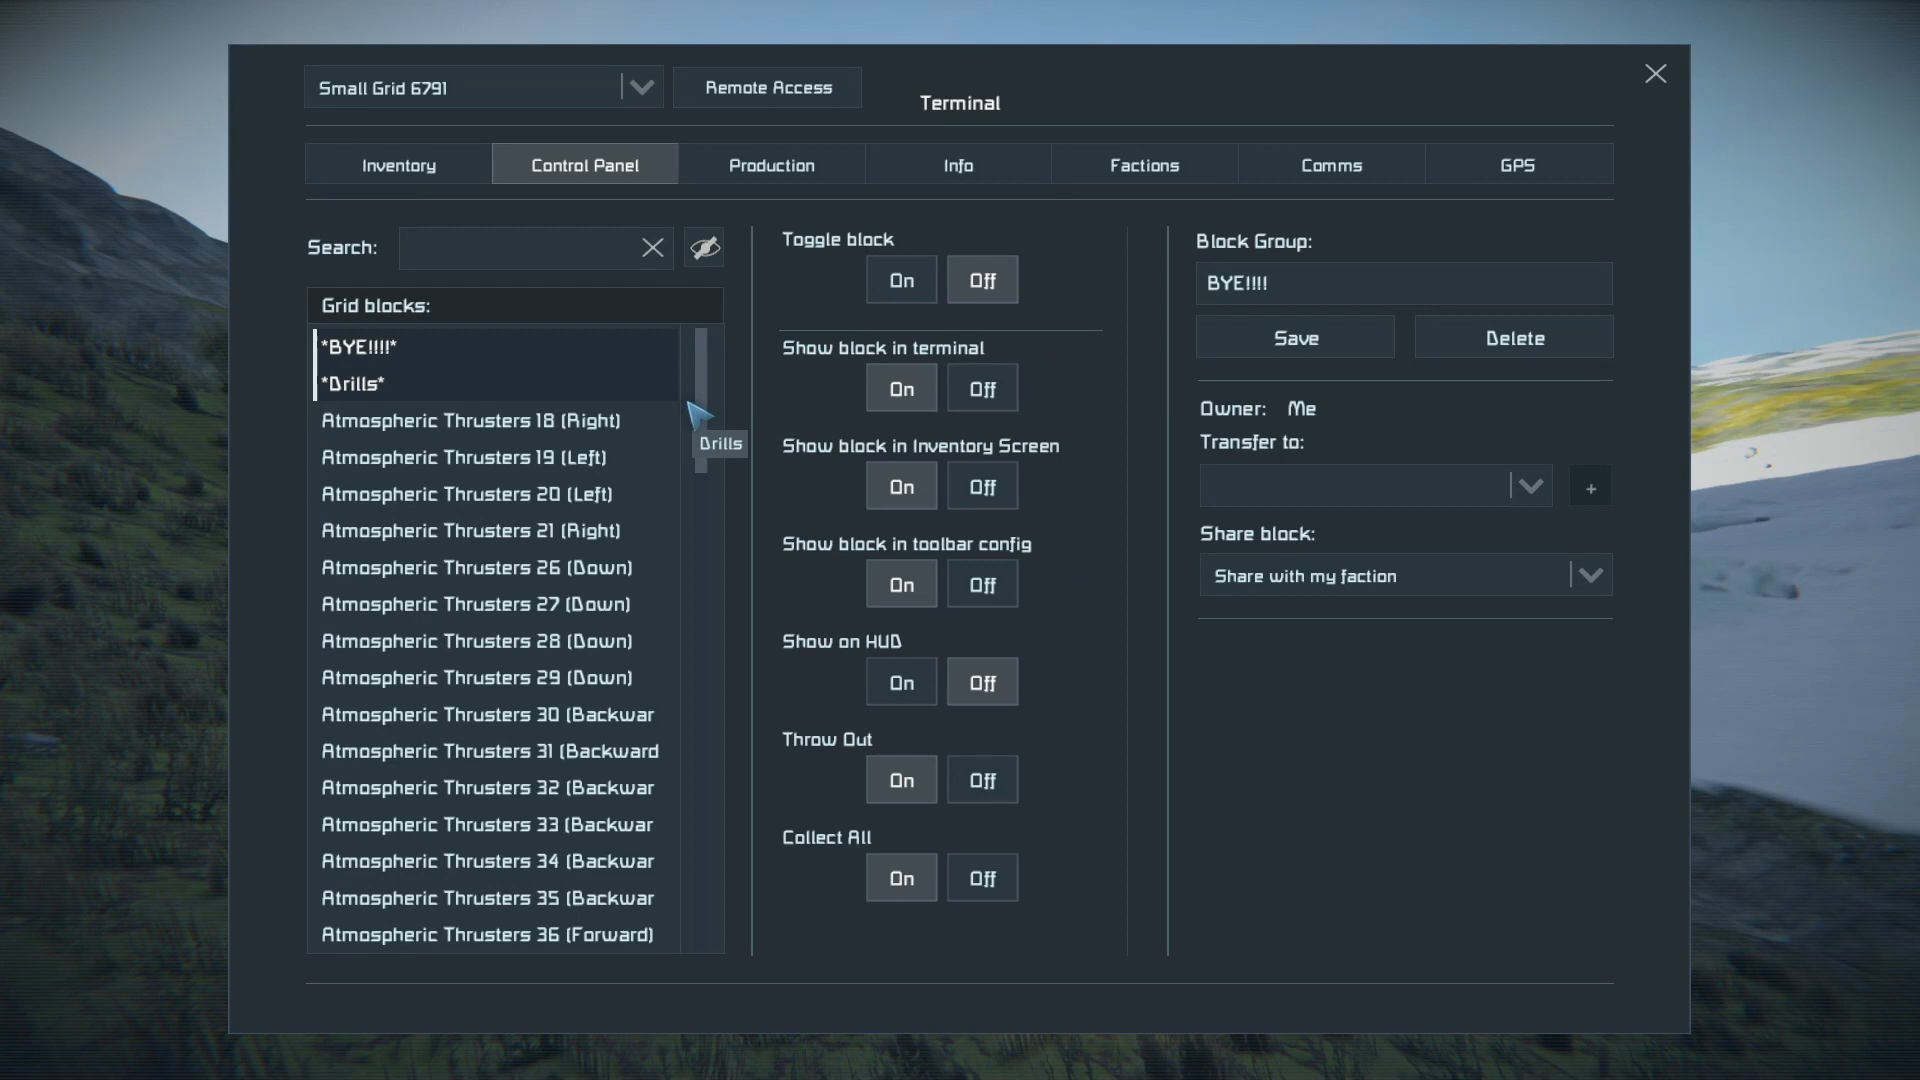 Small Grid 6791
Remote Access
Terminal
Inventory
Control Panel
Production
Info
Factions
Comms
GPS
Search:
Grid blocks:
*BYE!!!!*
*Drills*
Atmospheric Thrusters 18 (Right)
Atmospheric Thrusters 19 (Left)
Atmospheric Thrusters 20 (Left)
Atmospheric Thrusters 21 (Right)
Atmospheric Thrusters 26 (Down)
Atmospheric Thrusters 27 (Down)
Atmospheric Thrusters 28 (Down)
Atmospheric Thrusters 29 (Down)
Atmospheric Thrusters 30 (Backwar
Atmospheric Thrusters 31 (Backward
Atmospheric Thrusters 32 (Backwar
Atmospheric Thrusters 33 (Backwar
Atmospheric Thrusters 34 (Backwar
Atmospheric Thrusters 35 (Backwar
Atmospheric Thrusters 36 (Forward)
Drills
Toggle block
On Off
Show block in terminal
On Off
Show block in Inventory Screen
On Off
Show block in toolbar config
On Off
Show on HUD
On Off
Throw Out
On Off
Collect All
On Off
Block Group:
BYE!!!!
Save
Delete
Owner: Me
Transfer to:
+
Share block:
Share with my faction